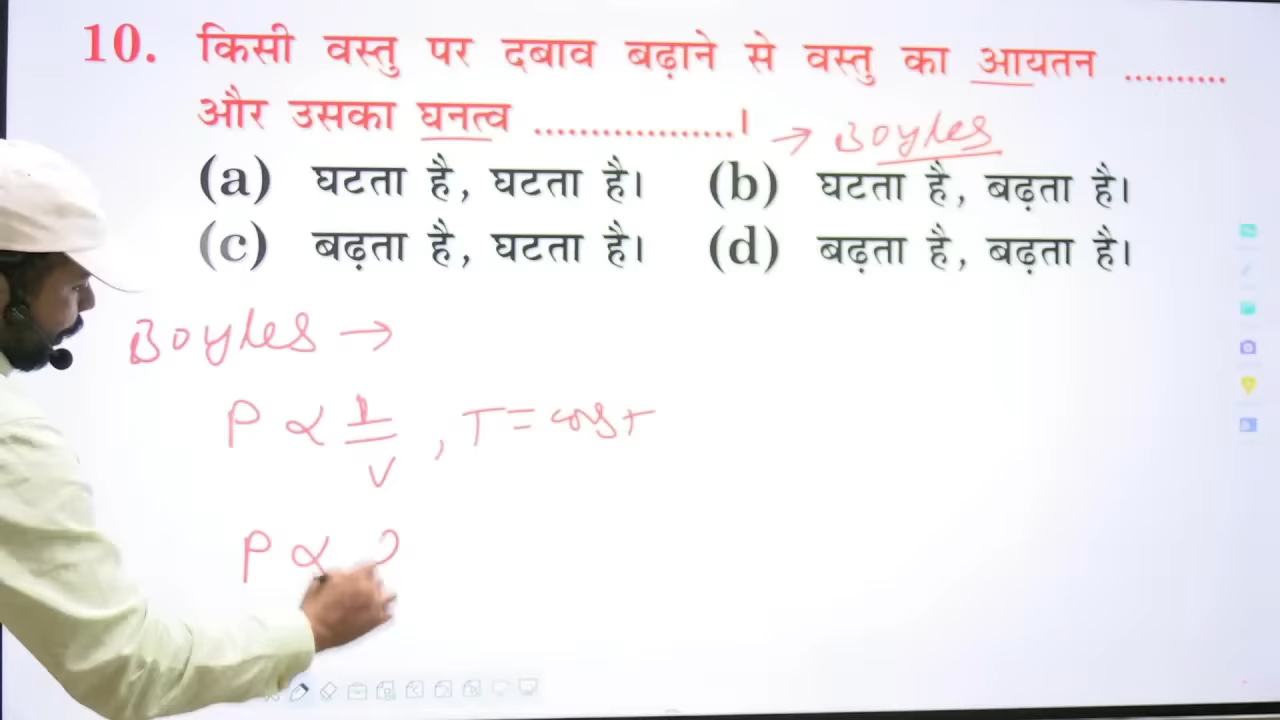 10. किसी वस्तु पर दबाव बढ़ाने से वस्तु का आयतन ..........
और उसका घनत्व ..................।
→ Boyles
(a) घटता है, घटता है। (b) घटता है, बढ़ता है।
(c) बढ़ता है, घटता है। (d) बढ़ता है, बढ़ता है।
Boyles →
P ∝ 1/V, T = const
P ∝